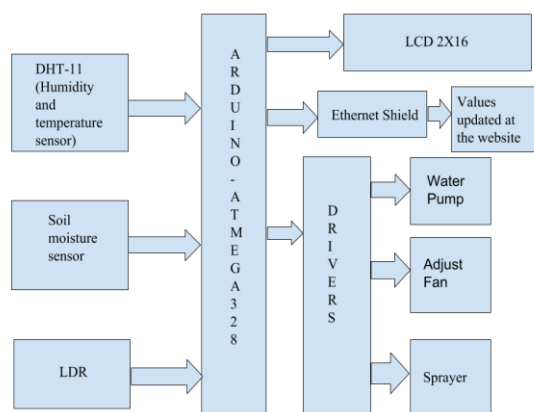 DHT-11
(Humidity
and
temperature
sensor)
Soil
moisture
sensor
LDR
A
R
D
U
I
N
O
-
A
T
M
E
G
A
3
2
8
LCD 2X16
Ethernet Shield
Values
updated at
the website
D
R
I
V
E
R
S
Water
Pump
Adjust
Fan
Sprayer